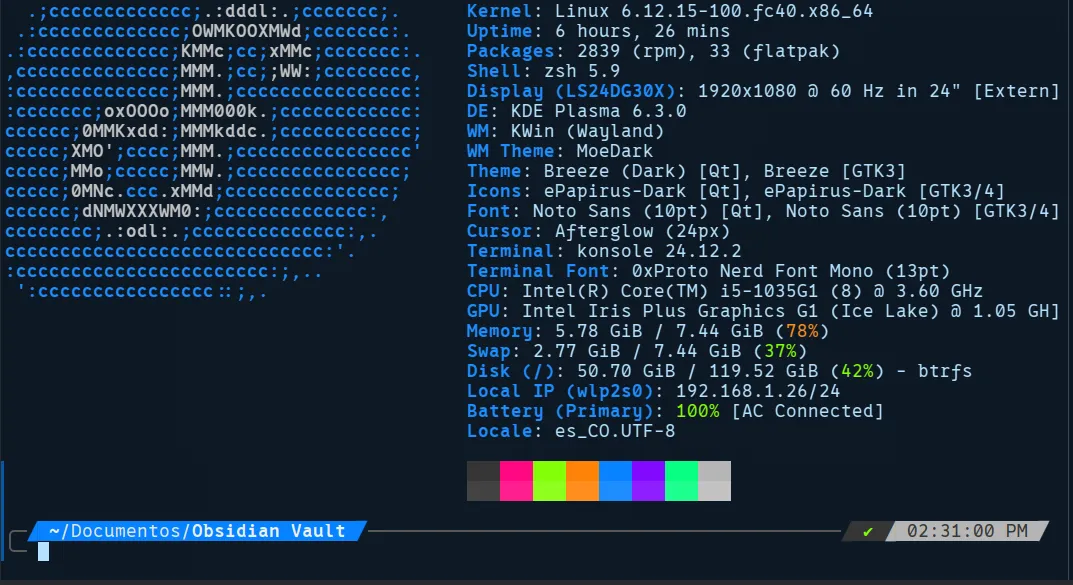 .;cccccccccccccc;.:dddl:.;ccccccc;. Kernel: Linux 6.12.15-100.fc40.x86_64
.:ccccccccccccc;OWMKOOXMWd;ccccccc:. Uptime: 6 hours, 26 mins
.:ccccccccccccc;KMMc;cc;xMMc;ccccccc:. Packages: 2839 (rpm), 33 (flatpak)
,cccccccccccccc;MMM.;cc;;WW:;cccccccc, Shell: zsh 5.9
:cccccccccccccc;MMM.;cccccccccccccccc: Display (LS24DG30X): 1920x1080 @ 60 Hz in 24" [Extern]
:ccccccc;oxOOOo;MMM000k.;cccccccccccc: DE: KDE Plasma 6.3.0
cccccc;0MMKxdd:;MMMkddc.;cccccccccccc; WM: KWin (Wayland)
ccccc;XMO';cccc;MMM.;cccccccccccccccc' WM Theme: MoeDark
ccccc;MMo;ccccc;MMW.;ccccccccccccccc; Theme: Breeze (Dark) [Qt], Breeze [GTK3]
ccccc;0MNc.ccc.xMMd;ccccccccccccccc; Icons: ePapirus-Dark [Qt], ePapirus-Dark [GTK3/4]
cccccc;dNMWXXXWM0:;cccccccccccccc:, Font: Noto Sans (10pt) [Qt], Noto Sans (10pt) [GTK3/4]
cccccccc;.:odl:.;cccccccccccccc:,. Cursor: Afterglow (24px)
ccccccccccccccccccccccccccccc:'. Terminal: konsole 24.12.2
:ccccccccccccccccccccccc:;,.. Terminal Font: 0xProto Nerd Font Mono (13pt)
':cccccccccccccccc::;,. CPU: Intel(R) Core(TM) i5-1035G1 (8) @ 3.60 GHz
GPU: Intel Iris Plus Graphics G1 (Ice Lake) @ 1.05 GH]
Memory: 5.78 GiB / 7.44 GiB (78%)
Swap: 2.77 GiB / 7.44 GiB (37%)
Disk (/): 50.70 GiB / 119.52 GiB (42%) - btrfs
Local IP (wlp2s0): 192.168.1.26/24
Battery (Primary): 100% [AC Connected]
Locale: es_CO.UTF-8
~/Documentos/Obsidian Vault ✔ 02:31:00 PM